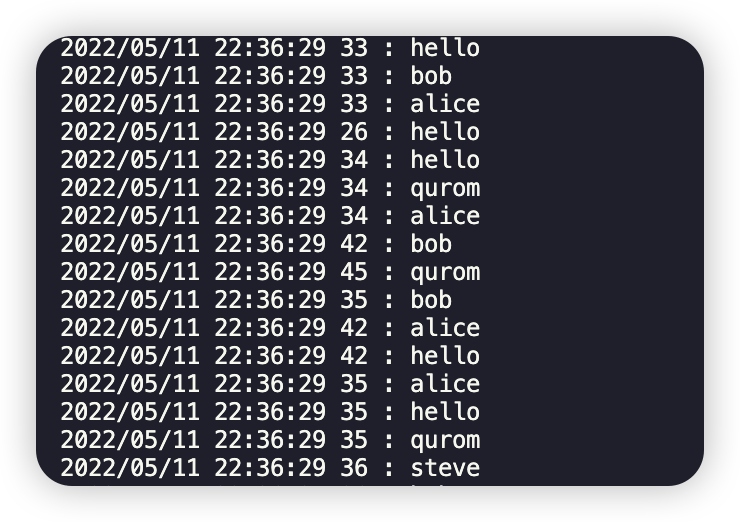 2022/05/11 22:36:29 33 : hello
2022/05/11 22:36:29 33 : bob
2022/05/11 22:36:29 33 : alice
2022/05/11 22:36:29 26 : hello
2022/05/11 22:36:29 34 : hello
2022/05/11 22:36:29 34 : qurom
2022/05/11 22:36:29 34 : alice
2022/05/11 22:36:29 42 : bob
2022/05/11 22:36:29 45 : qurom
2022/05/11 22:36:29 35 : bob
2022/05/11 22:36:29 42 : alice
2022/05/11 22:36:29 42 : hello
2022/05/11 22:36:29 35 : alice
2022/05/11 22:36:29 35 : hello
2022/05/11 22:36:29 35 : qurom
2022/05/11 22:36:29 36 : steve